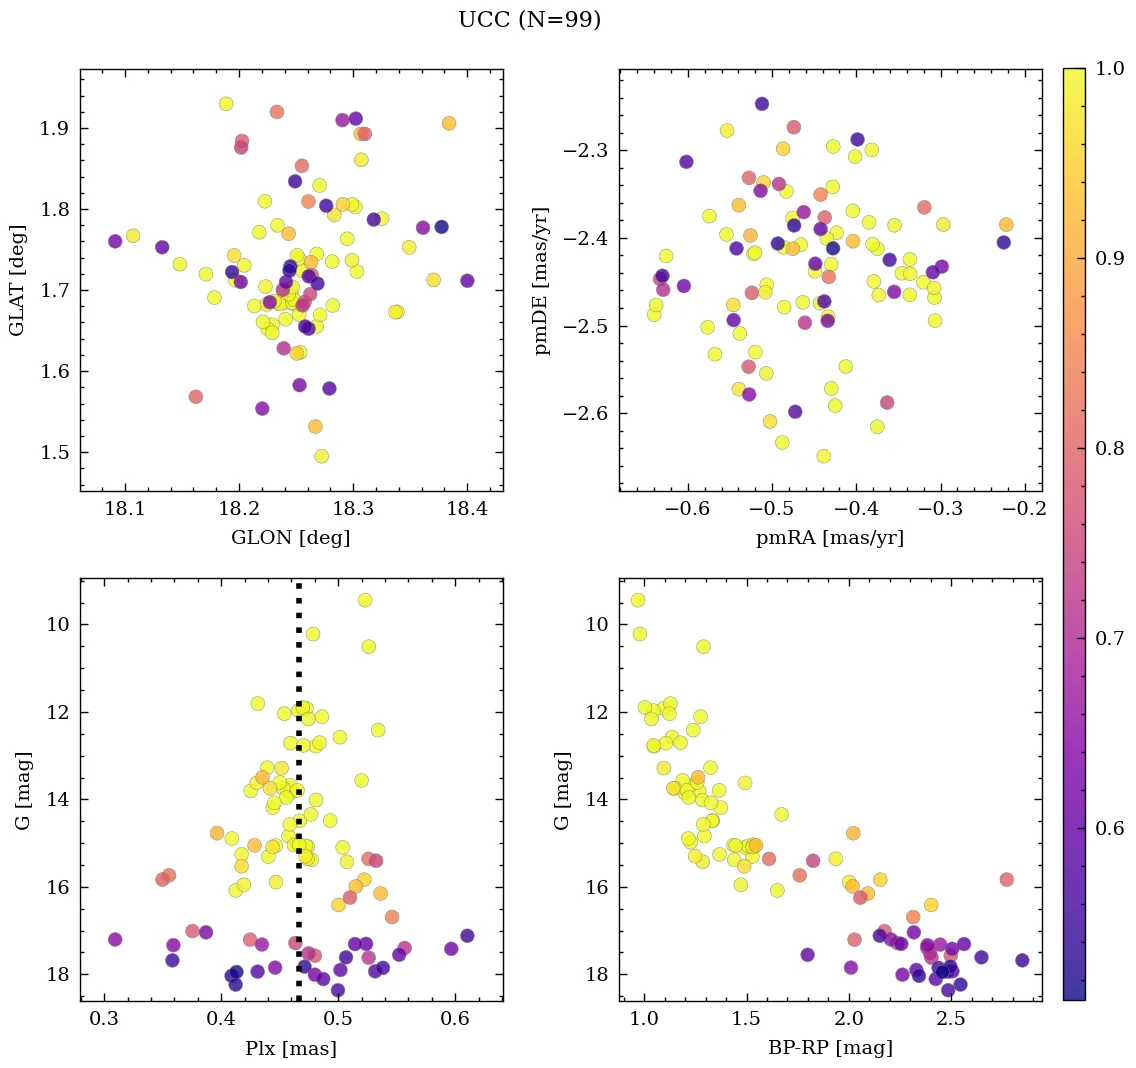 UCC (N=99)
1.9
1.8
1.7
1.6
1.5
GLAT [deg]
18.1 18.2 18.3 18.4
GLON [deg]
−2.3
−2.4
−2.5
−2.6
pmDE [mas/yr]
−0.6 −0.5 −0.4 −0.3 −0.2
pmRA [mas/yr]
10
12
14
16
18
G [mag]
0.3 0.4 0.5 0.6
Plx [mas]
10
12
14
16
18
G [mag]
1.0 1.5 2.0 2.5
BP-RP [mag]
1.0
0.9
0.8
0.7
0.6